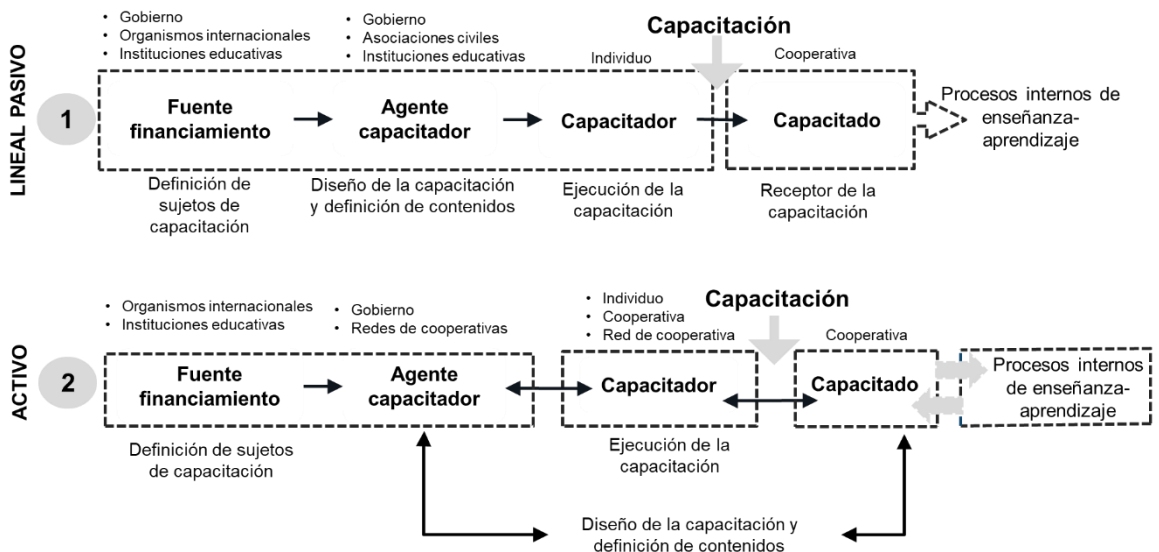 • Gobierno
• Organismos internacionales
• Instituciones educativas
• Gobierno
• Asociaciones civiles
• Instituciones educativas
Individuo
Capacitación
Cooperativa
LINEAL PASIVO
1
Fuente
financiamiento
Agente
capacitador
Capacitador
Capacitado
Procesos internos de
enseñanza-
aprendizaje
Definición de
sujetos de
capacitación
Diseño de la capacitación
y definición de contenidos
Ejecución de la
capacitación
Receptor de la
capacitación
• Organismos internacionales
• Instituciones educativas
• Gobierno
• Redes de cooperativas
• Individuo
• Cooperativa
• Red de cooperativa
Capacitación
Cooperativa
ACTIVO
2
Fuente
financiamiento
Agente
capacitador
Capacitador
Capacitado
Procesos internos
de enseñanza-
aprendizaje
Definición de sujetos
de capacitación
Ejecución de la
capacitación
Diseño de la capacitación y
definición de contenidos